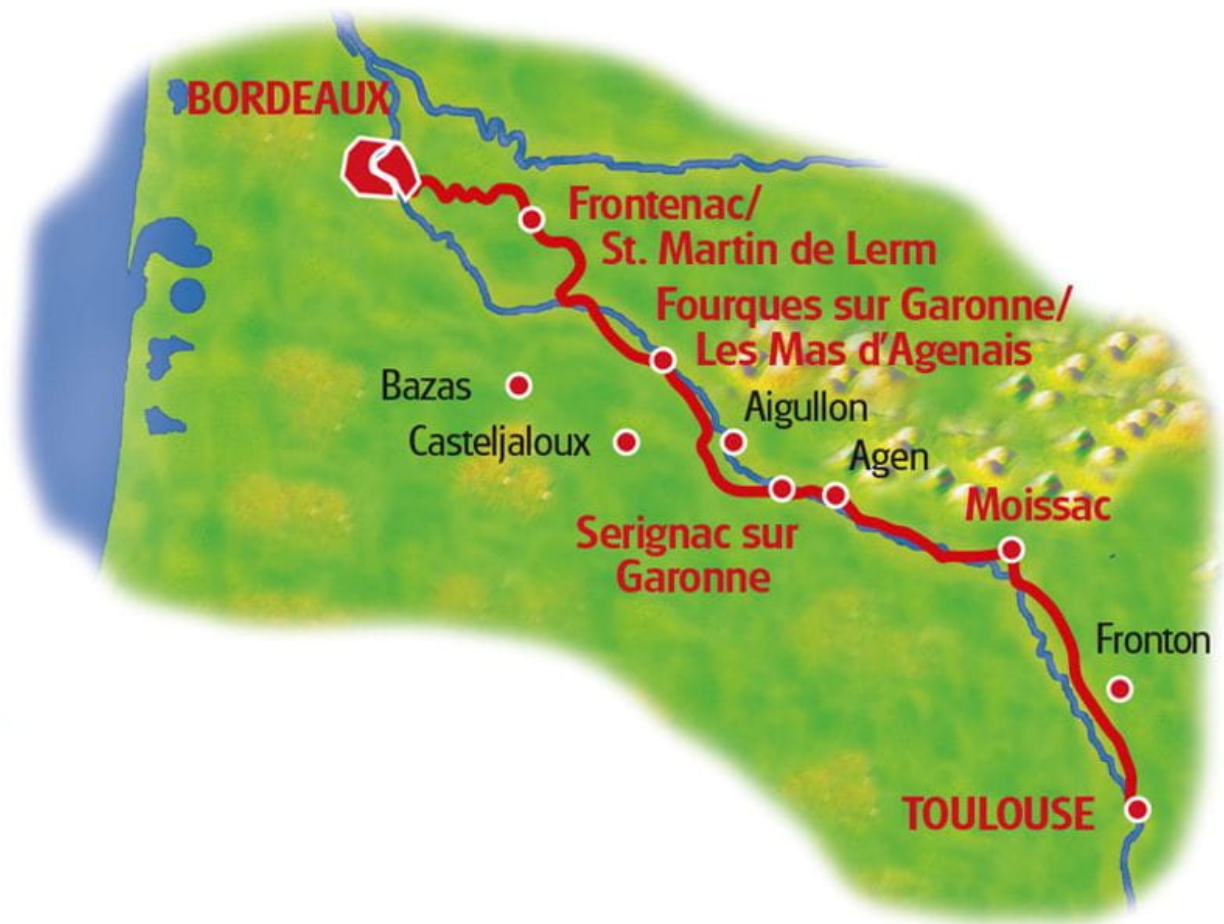 BORDEAUX
Frontenac/
St. Martin de Lerm
Fourques sur Garonne/
Les Mas d'Agenais
Bazas
Aigullon
Casteljaloux
Agen
Moissac
Serignac sur
Garonne
Fronton
TOULOUSE